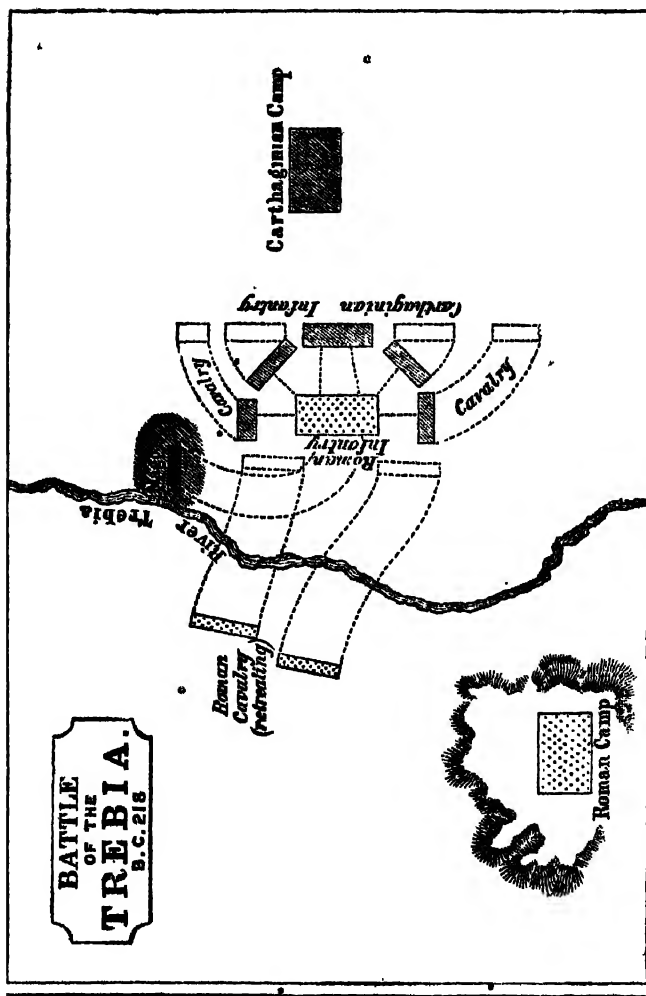 BATTLE
OF THE
TREBIA.
B.C. 218
Carthaginian Camp
Carthaginian Infantry
Cavalry
Cavalry
Roman
Infantry
River Trebia
Roman
Cavalry
(retreating)
Roman Camp